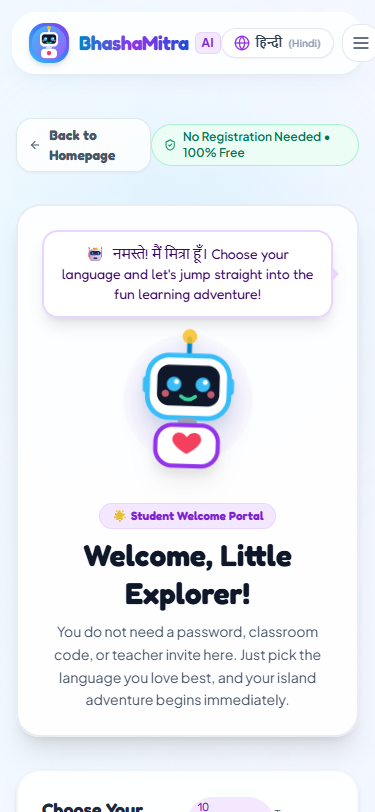 BhashaMitra AI हिन्दी (Hindi)
Back to
Homepage
No Registration Needed •
100% Free
नमस्ते! मैं मित्रा हूँ। Choose your
language and let's jump straight into the
fun learning adventure!
Student Welcome Portal
Welcome, Little
Explorer!
You do not need a password, classroom
code, or teacher invite here. Just pick the
language you love best, and your island
adventure begins immediately.
Choose Your
10